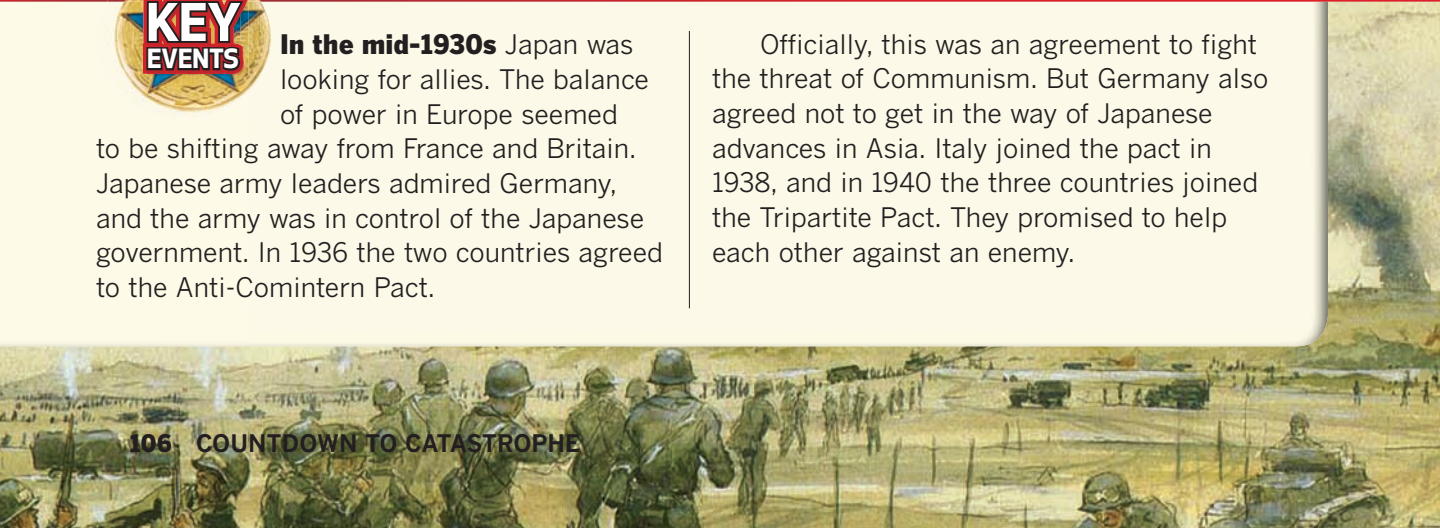 KEY
EVENTS
In the mid-1930s Japan was
looking for allies. The balance
of power in Europe seemed
to be shifting away from France and Britain.
Japanese army leaders admired Germany,
and the army was in control of the Japanese
government. In 1936 the two countries agreed
to the Anti-Comintern Pact.
Officially, this was an agreement to fight
the threat of Communism. But Germany also
agreed not to get in the way of Japanese
advances in Asia. Italy joined the pact in
1938, and in 1940 the three countries joined
the Tripartite Pact. They promised to help
each other against an enemy.
106 COUNTDOWN TO CATASTROPHE